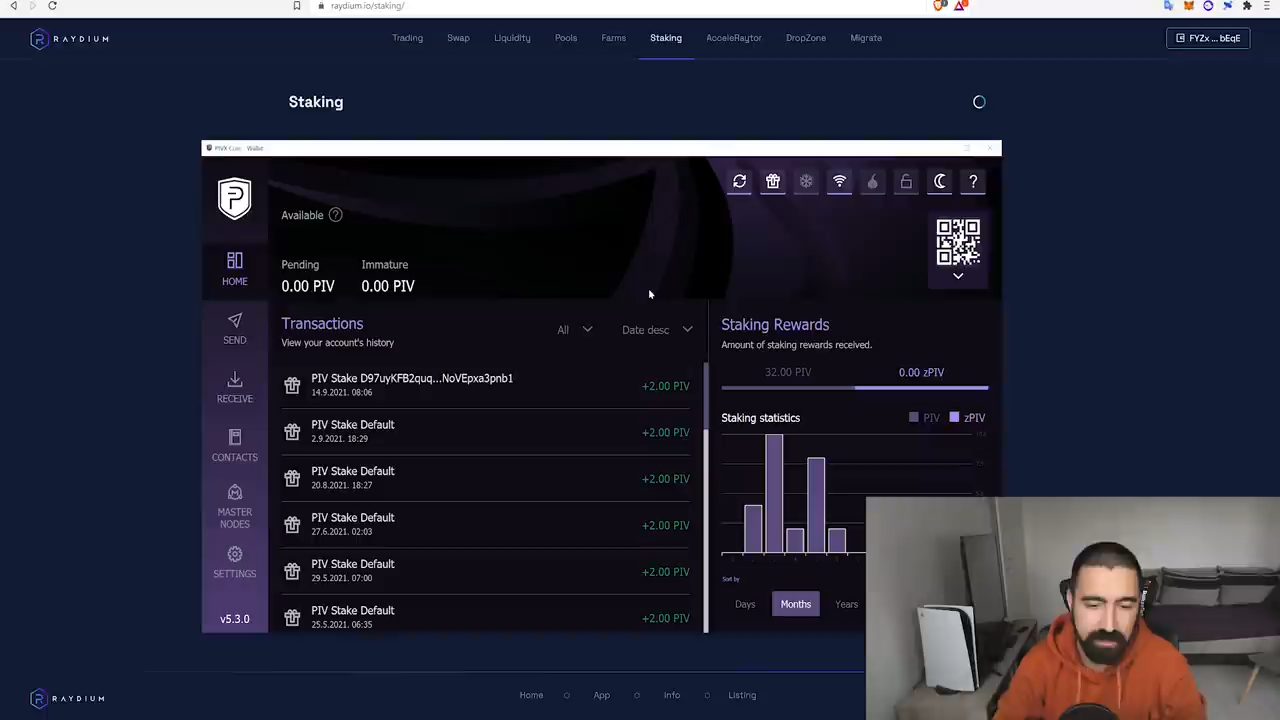 raydium.io/staking/
RAYDIUM
Trading
Swap
Liquidity
Pools
Farms
Staking
AcceleRaytor
DropZone
Migrate
FYZx ... bEqE
Staking
PIVX Core - Wallet
Available ?
?
Pending
Immature
0.00 PIV
0.00 PIV
HOME
SEND
RECEIVE
CONTACTS
MASTER
NODES
SETTINGS
v5.3.0
Transactions
View your account's history
All
Date desc
PIV Stake D97uyKFB2quq...NoVEpxa3pnb1
14.9.2021. 08:06
+2.00 PIV
PIV Stake Default
2.9.2021. 18:29
+2.00 PIV
PIV Stake Default
20.8.2021. 18:27
+2.00 PIV
PIV Stake Default
27.6.2021. 02:03
+2.00 PIV
PIV Stake Default
29.5.2021. 07:00
+2.00 PIV
PIV Stake Default
25.5.2021. 06:35
+2.00 PIV
Staking Rewards
Amount of staking rewards received.
32.00 PIV
0.00 zPIV
Staking statistics
PIV
zPIV
Sort by
Days
Months
Years
RAYDIUM
Home
App
Info
Listing